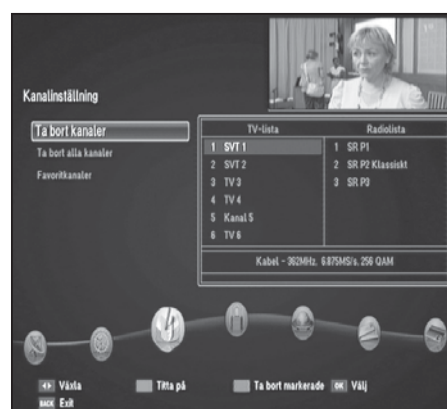 Kanalinställning
Ta bort kanaler
Ta bort alla kanaler
Favoritkanaler
TV-lista
1 SVT 1
2 SVT 2
3 TV 3
4 TV 4
5 Kanal 5
6 TV 6
Radiolista
1 SR P1
2 SR P2 Klassiskt
3 SR P3
Kabel - 362MHz, 6.875MS/s, 256 QAM
Växla
Titta på
Ta bort markerade
OK Välj
BACK Exit